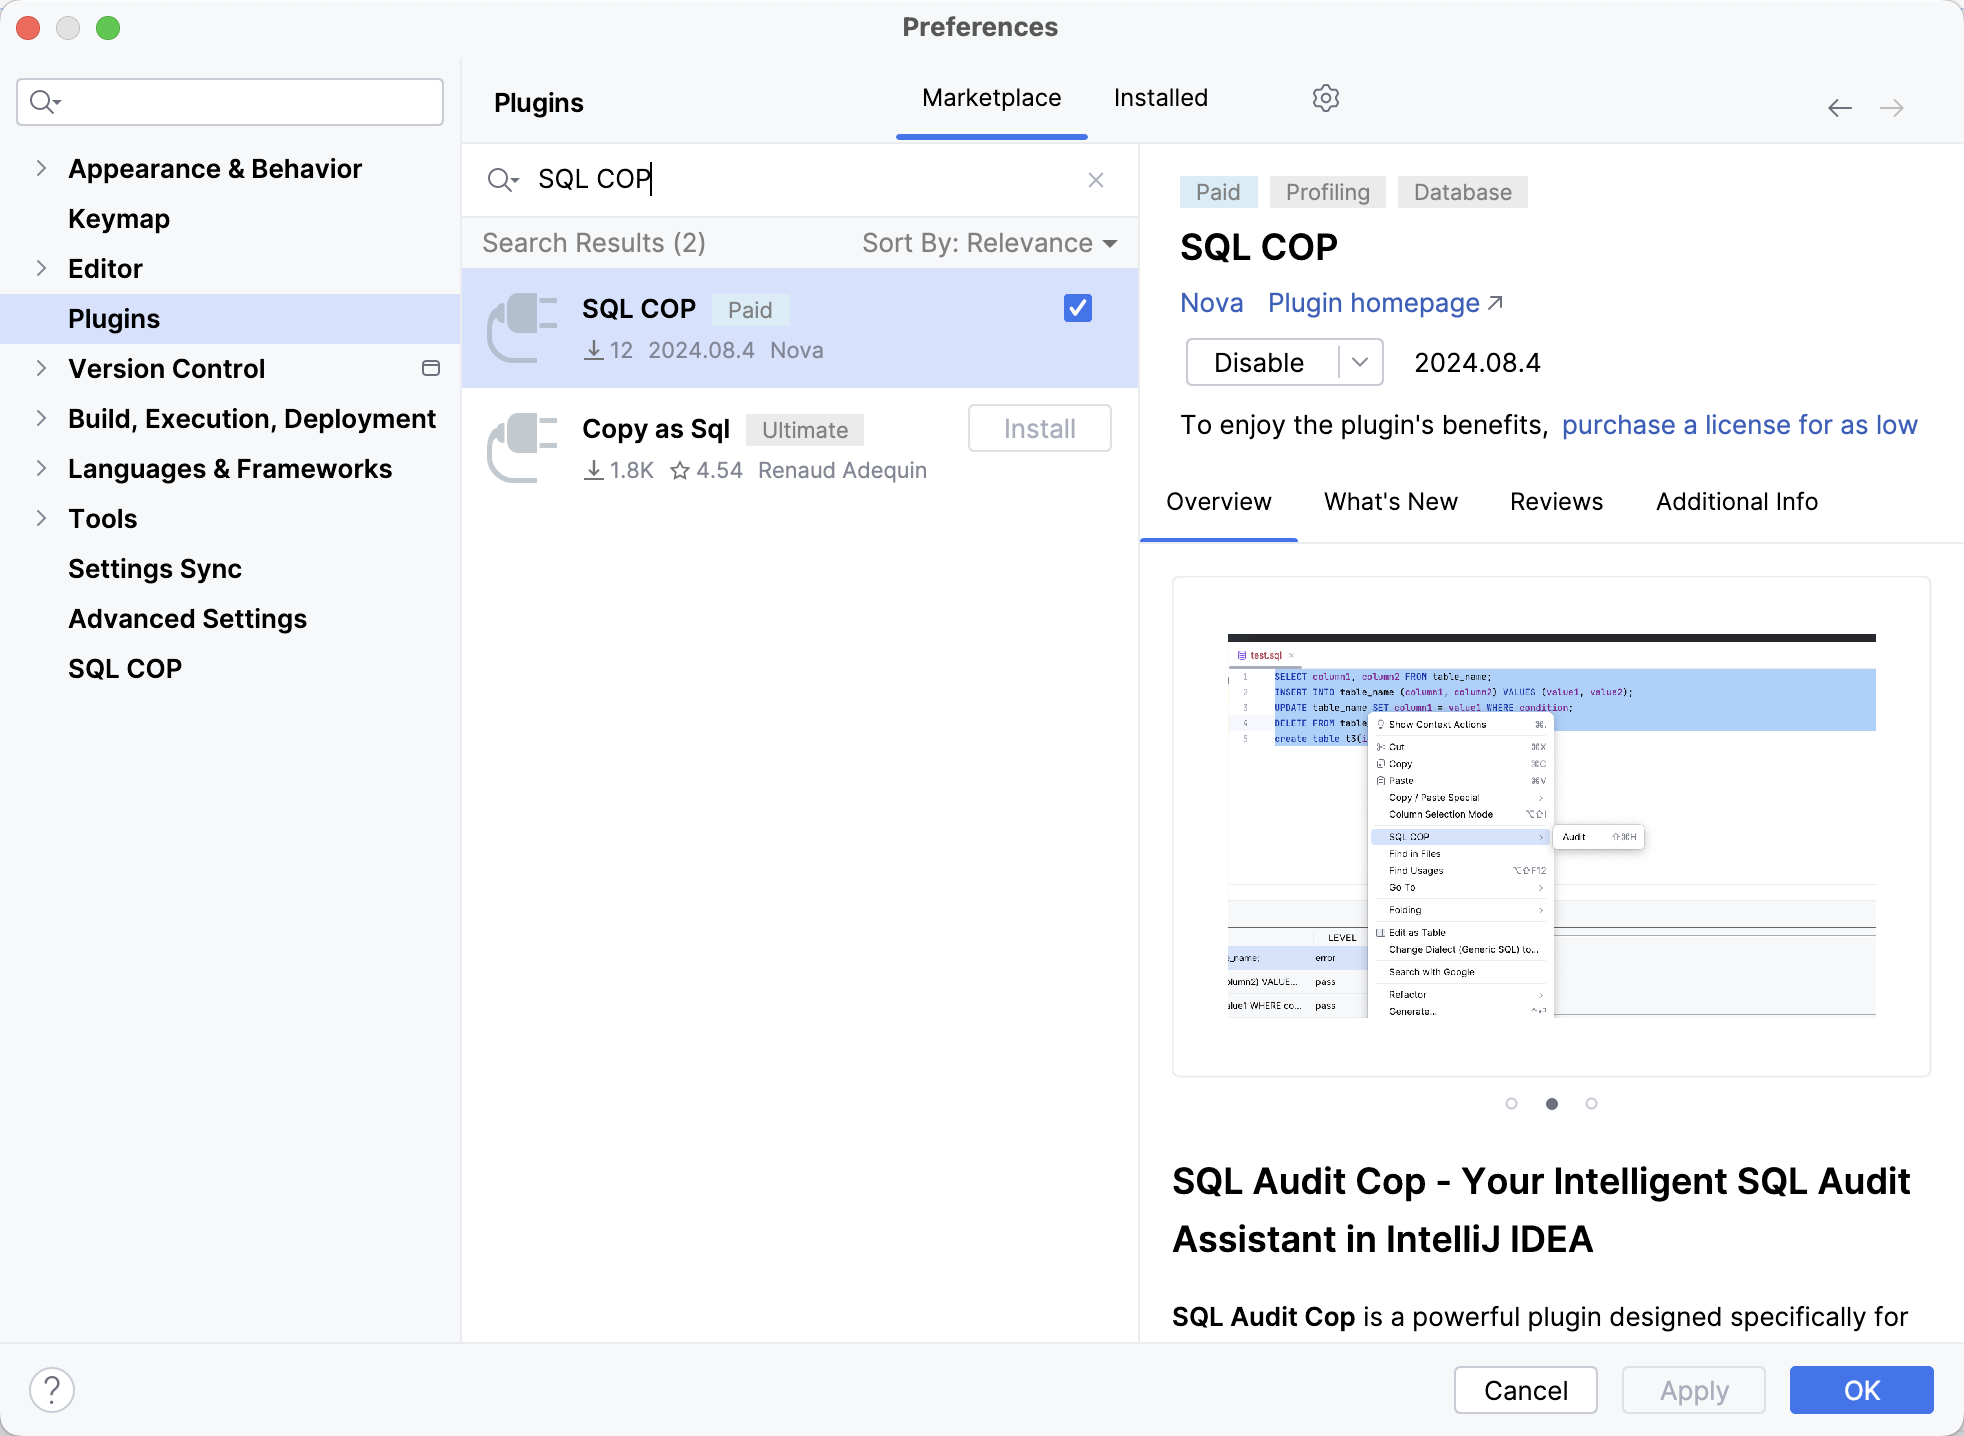 Preferences
Appearance & Behavior
Keymap
Editor
Plugins
Version Control
Build, Execution, Deployment
Languages & Frameworks
Tools
Settings Sync
Advanced Settings
SQL COP
?
Plugins
Marketplace
Installed
SQL COP
Search Results (2)
Sort By: Relevance
SQL COP Paid
12 2024.08.4 Nova
Copy as Sql Ultimate
Install
1.8K 4.54 Renaud Adequin
Paid Profiling Database
SQL COP
Nova Plugin homepage
Disable 2024.08.4
To enjoy the plugin's benefits, purchase a license for as low
Overview What's New Reviews Additional Info
test.sql
1 SELECT column1, column2 FROM table_name;
2 INSERT INTO table_name (column1, column2) VALUES (value1, value2);
3 UPDATE table_name SET column1 = value1 WHERE condition;
4 DELETE FROM table
5 create table t3(i
Show Context Actions ⌘.
Cut ⌘X
Copy ⌘C
Paste ⌘V
Copy / Paste Special
Column Selection Mode
SQL COP
Audit ⇧⌘H
Find in Files
Find Usages ⌥⇧F12
Go To
Folding
Edit as Table
Change Dialect (Generic SQL) to...
Search with Google
Refactor
Generate...
LEVEL
_name; error
olumn2) VALUE... pass
alue1 WHERE co... pass
SQL Audit Cop - Your Intelligent SQL Audit
Assistant in IntelliJ IDEA
SQL Audit Cop is a powerful plugin designed specifically for
Cancel Apply OK